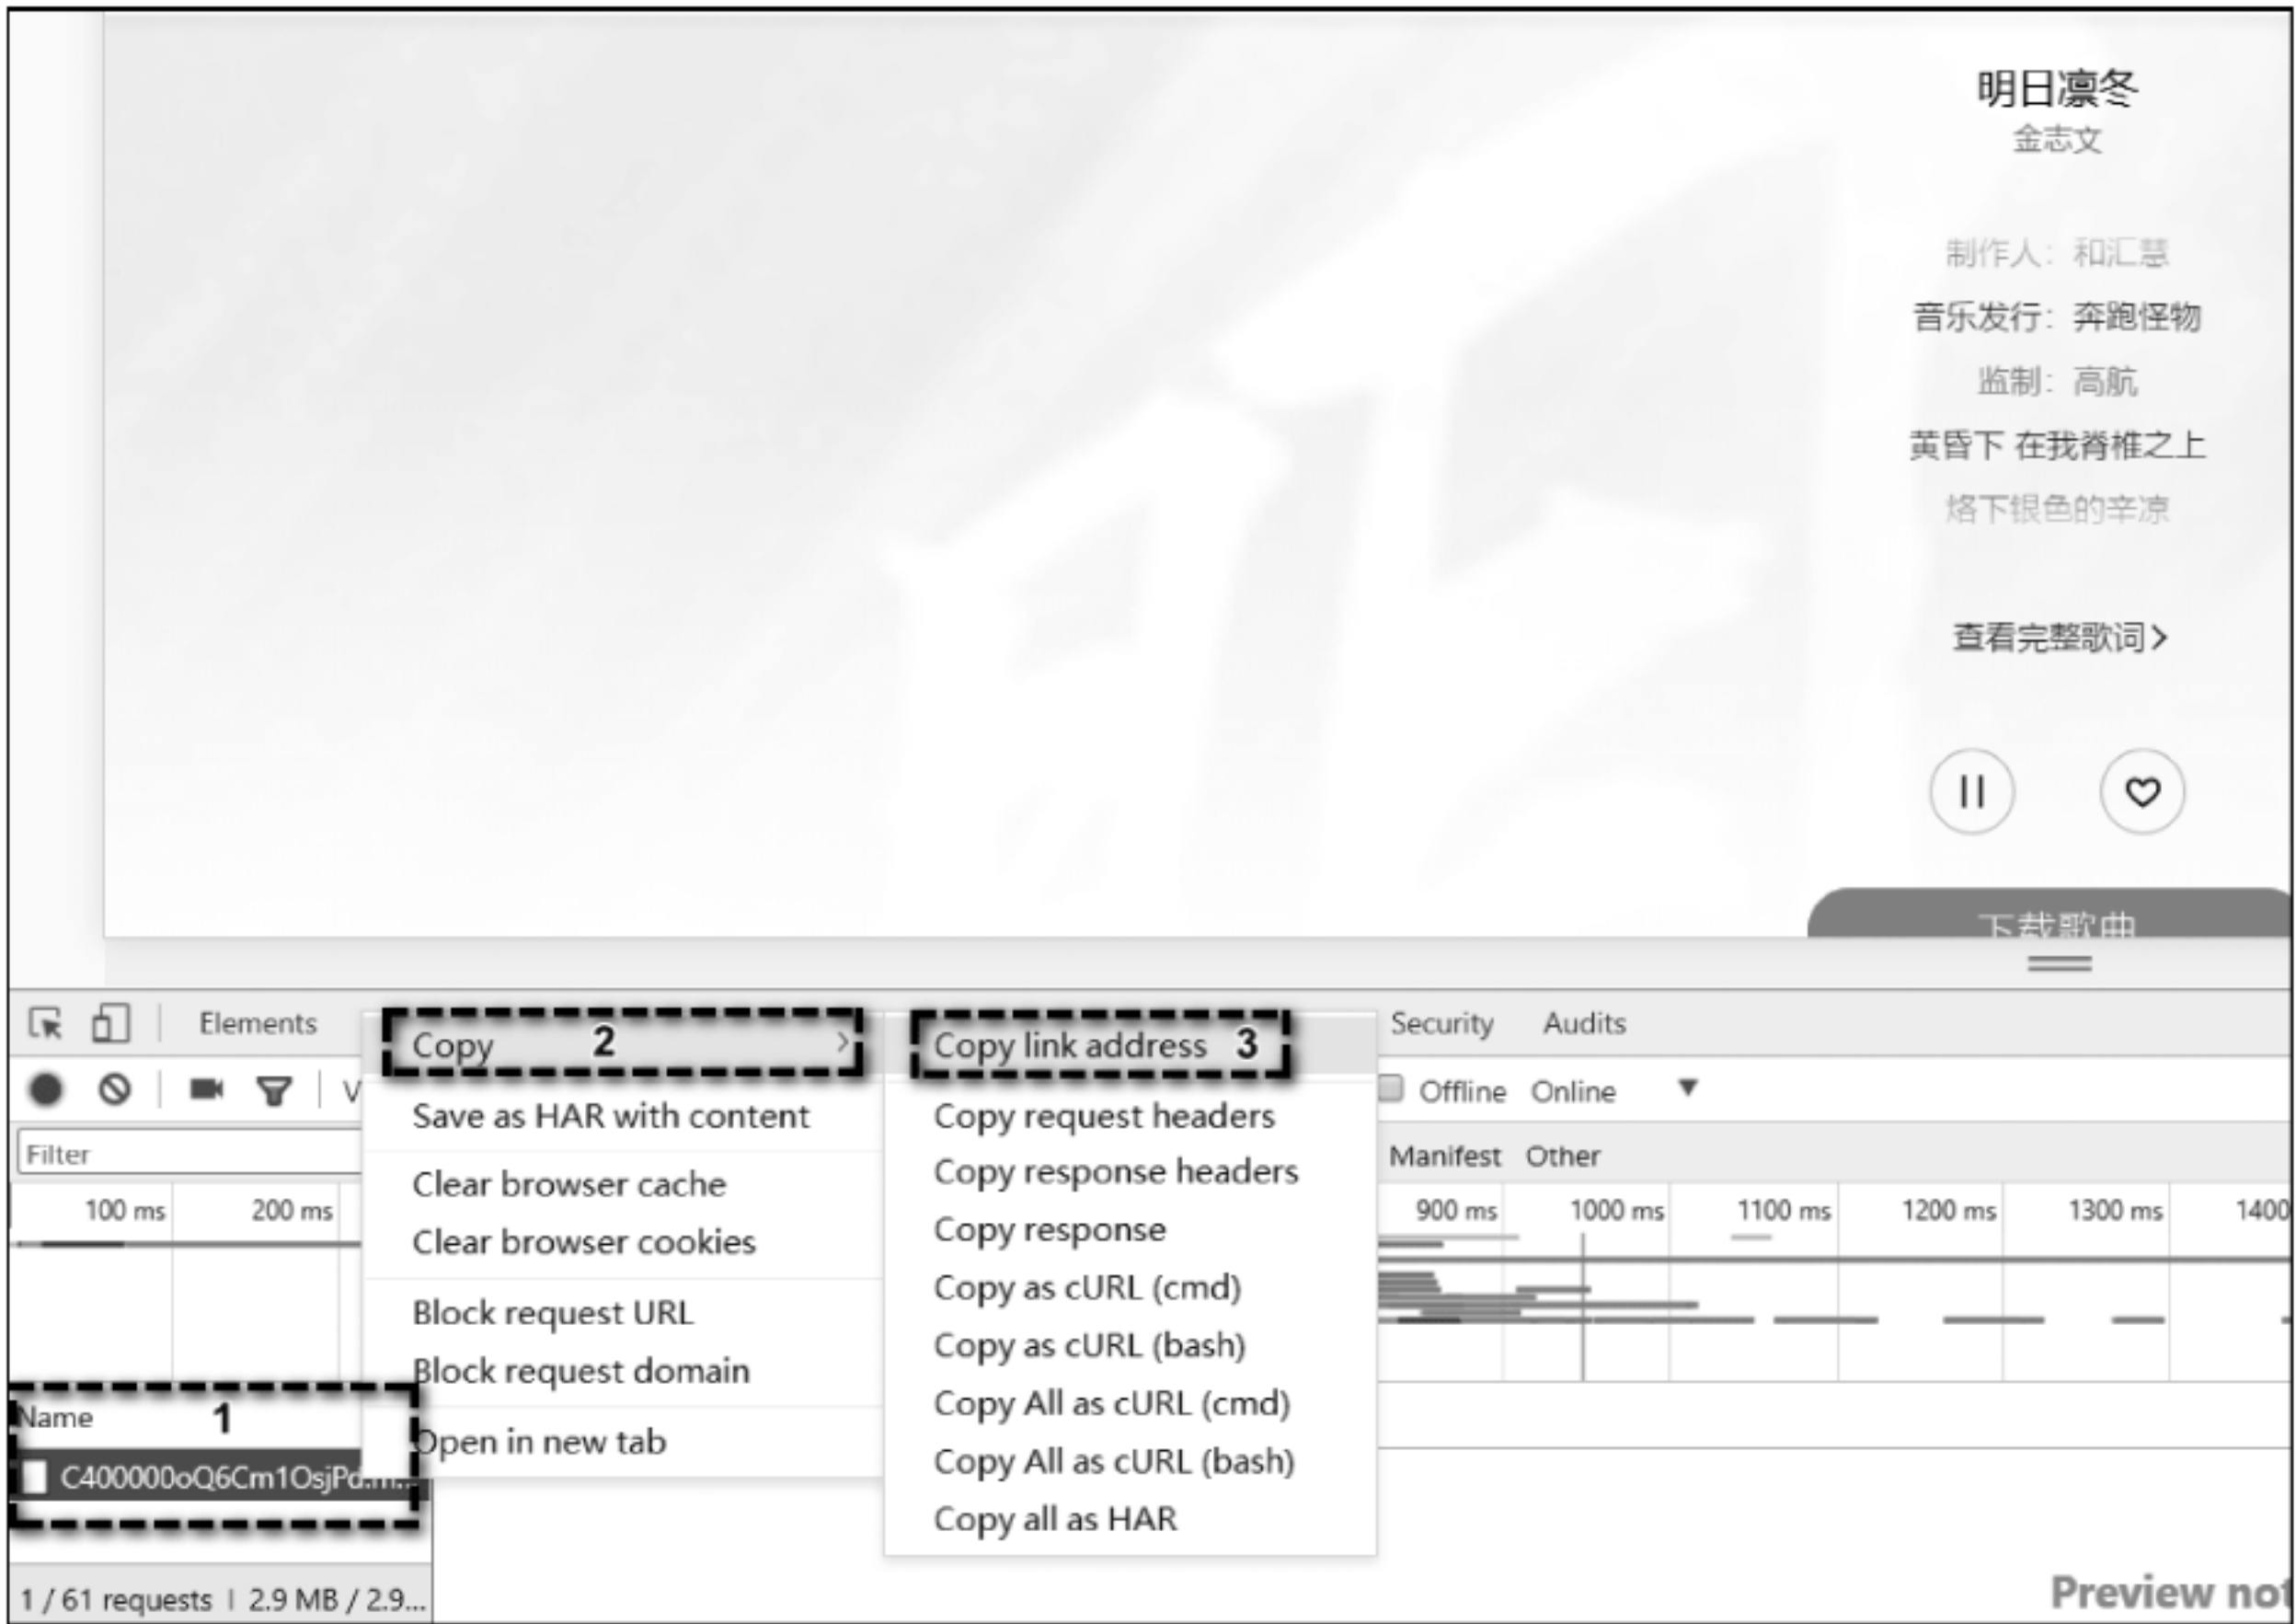 明日凛冬
金志文
制作人：和汇慧
音乐发行：奔跑怪物
监制：高航
黄昏下 在我脊椎之上
烙下银色的辛凉
查看完整歌词>
下载歌曲
Elements
Security Audits
Offline Online
Filter
Manifest Other
100 ms 200 ms
900 ms 1000 ms 1100 ms 1200 ms 1300 ms 1400
Copy 2
Save as HAR with content
Clear browser cache
Clear browser cookies
Block request URL
Block request domain
Open in new tab
Copy link address 3
Copy request headers
Copy response headers
Copy response
Copy as cURL (cmd)
Copy as cURL (bash)
Copy All as cURL (cmd)
Copy All as cURL (bash)
Copy all as HAR
Name 1
C400000oQ6Cm1OsjPd.m...
1 / 61 requests | 2.9 MB / 2.9...
Preview not